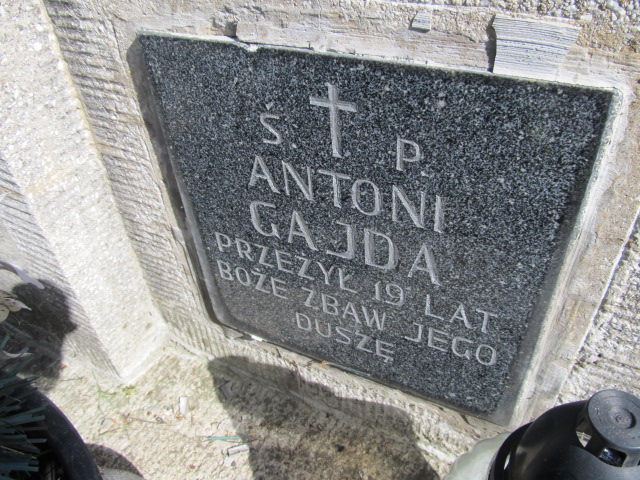 Ś. P.
ANTONI
GAJDA
PRZEŻYŁ 19 LAT
BOŻE ZBAW JEGO
DUSZĘ